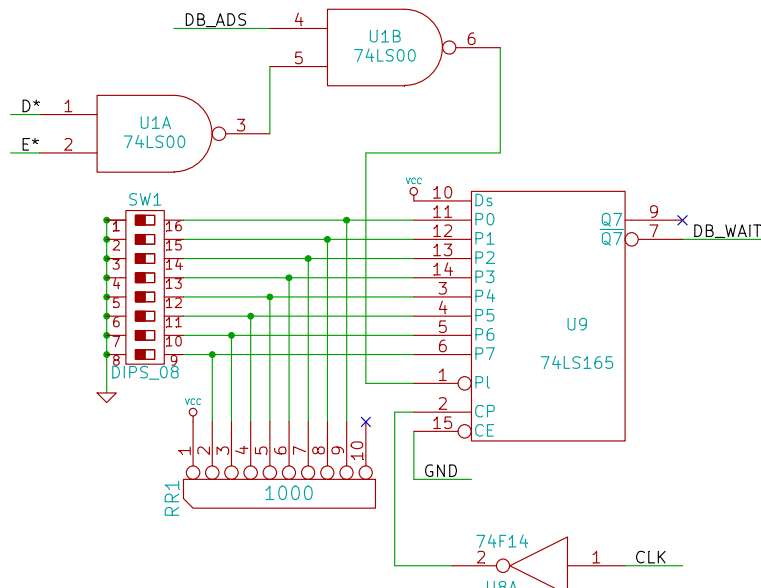 DB_ADS
4
U1B
74LS00
6
5
D*
1
U1A
74LS00
3
E*
2
SW1
vcc
10
Ds
1
16
11
P0
Q7
9
2
15
12
P1
Q7
7
DB_WAIT
3
14
13
P2
4
13
14
P3
5
12
3
P4
6
11
4
P5
7
10
5
P6
8
9
6
P7
U9
74LS165
DIPS_08
1
Pl
2
CP
15
CE
vcc
1
2
3
4
5
6
7
8
9
10
GND
RR1
1000
74F14
2
1
CLK
U8A